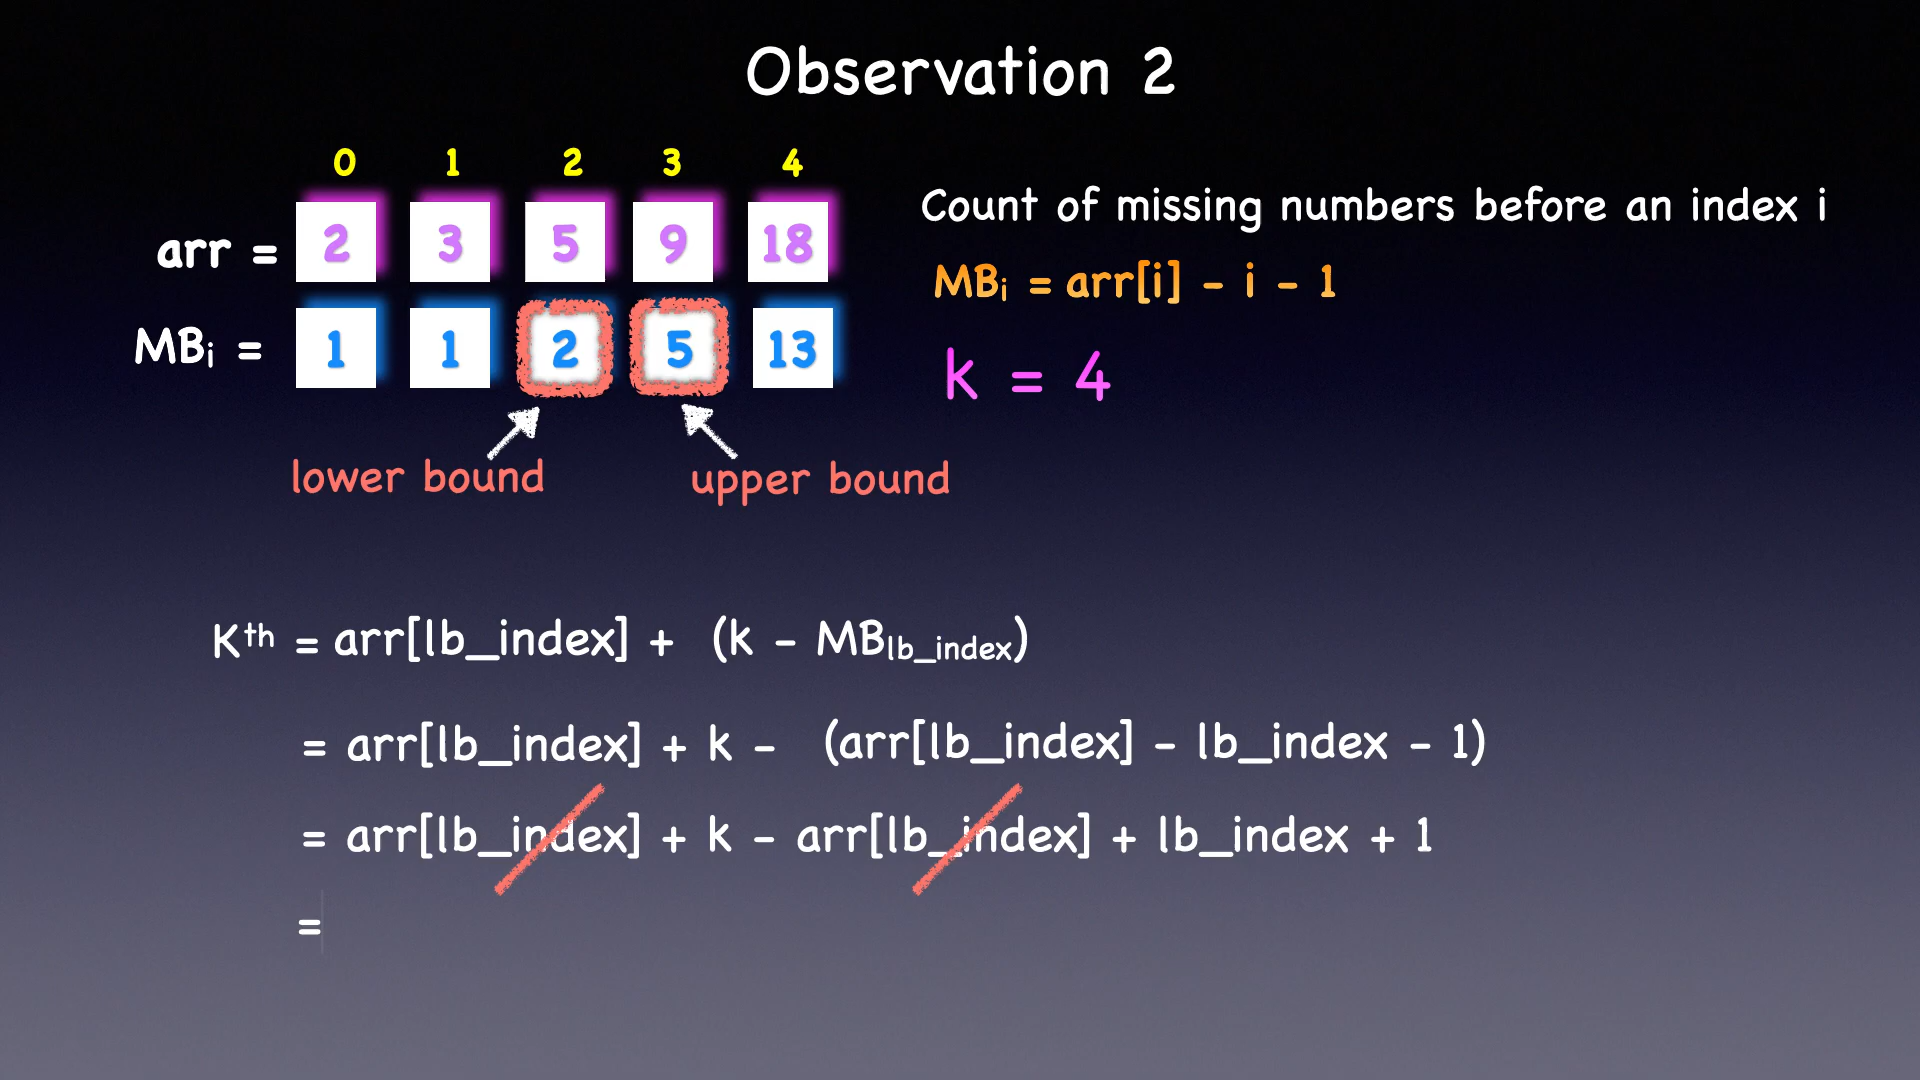 Observation 2
0 1 2 3 4
arr = 2 3 5 9 18
Count of missing numbers before an index i
MBi = arr[i] - i - 1
MBi = 1 1 2 5 13
k = 4
lower bound upper bound
Kth = arr[lb_index] + (k - MBlb_index)
= arr[lb_index] + k - (arr[lb_index] - lb_index - 1)
= arr[lb_index] + k - arr[lb_index] + lb_index + 1
=